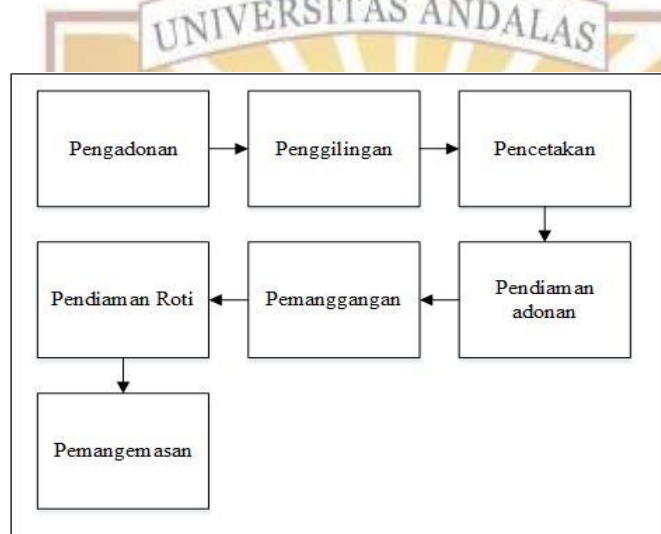 UNIVERSITAS ANDALAS
Pengadonan
Penggilingan
Pencetakan
Pendiaman
adonan
Pemanggangan
Pendiaman Roti
Pemangemasan